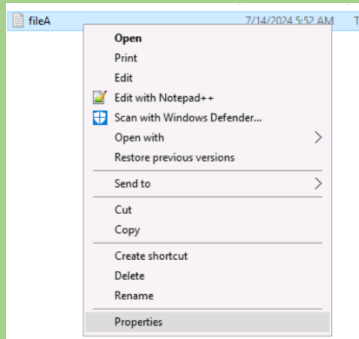 fileA 7/14/2024 5:52 AM T
Open
Print
Edit
Edit with Notepad++
Scan with Windows Defender...
Open with
Restore previous versions
Send to
Cut
Copy
Create shortcut
Delete
Rename
Properties